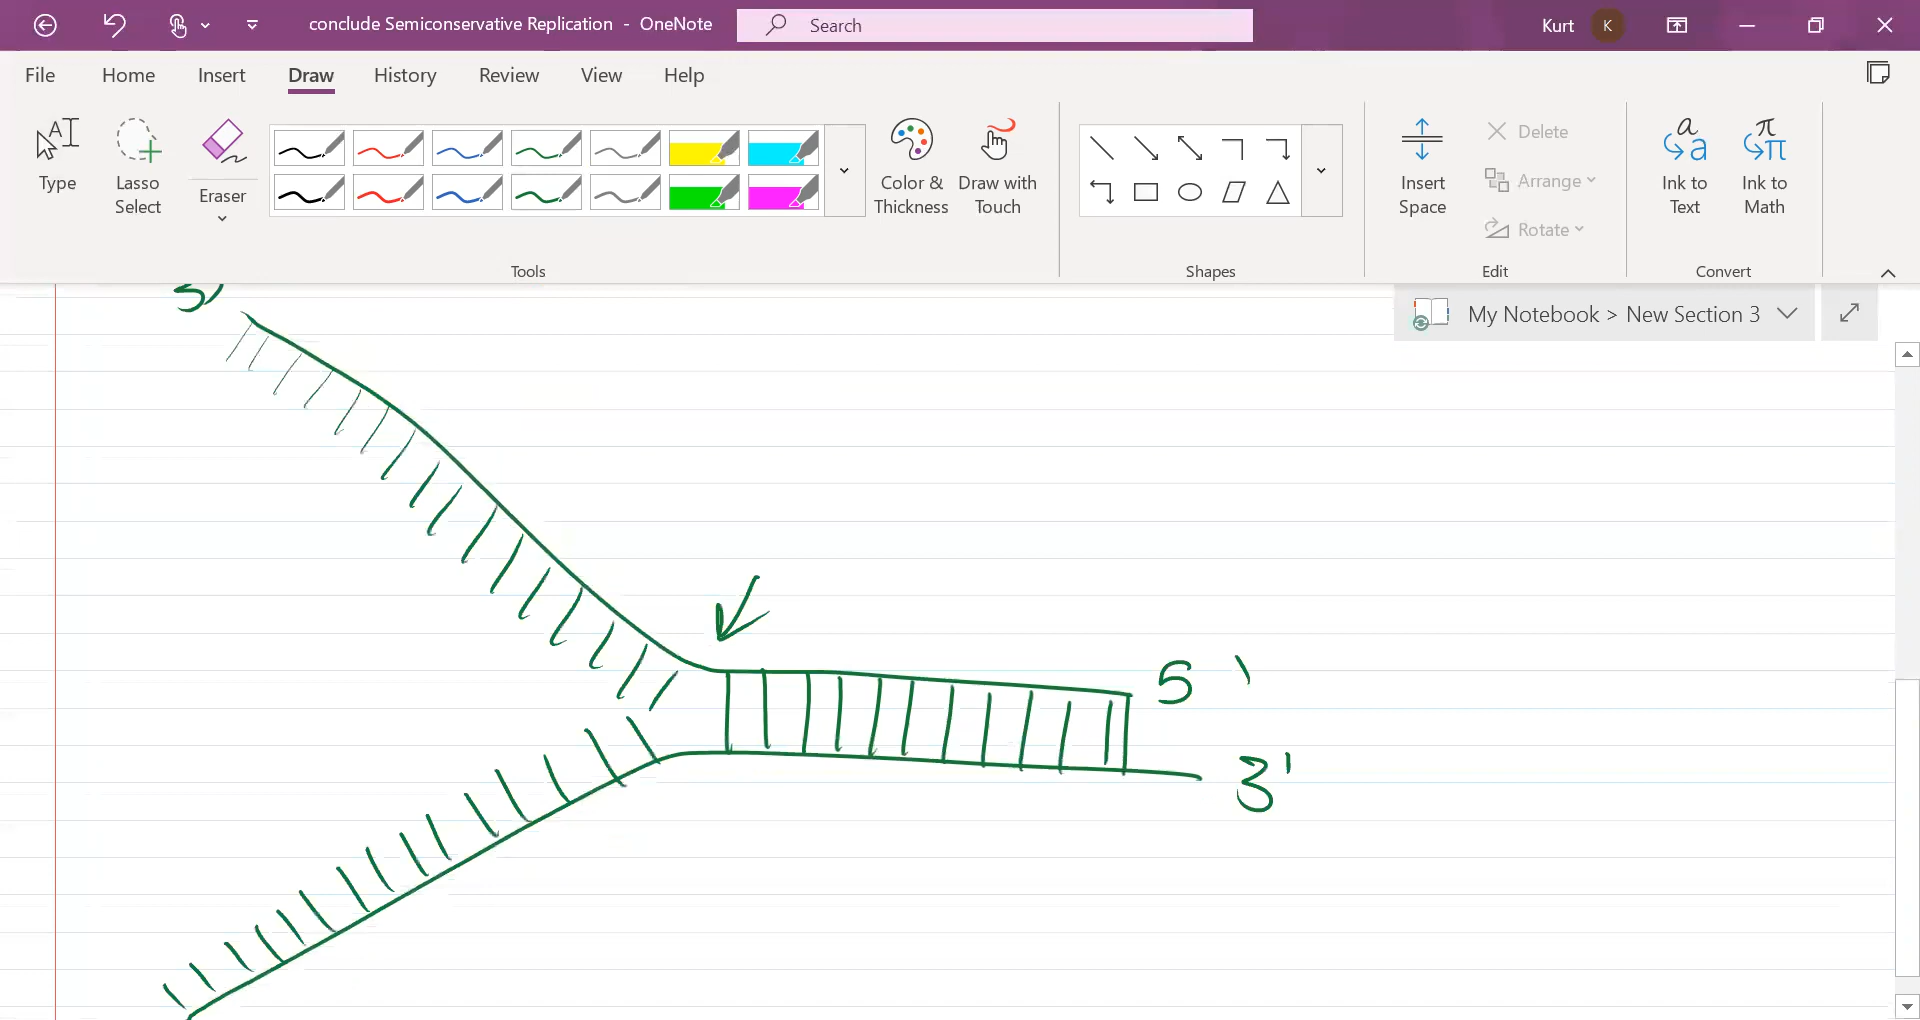 conclude Semiconservative Replication - OneNote
Search
Kurt K
File Home Insert Draw History Review View Help
Type
Lasso Select
Eraser
Color & Thickness
Draw with Touch
Insert Space
Delete
Arrange
Rotate
Ink to Text
Ink to Math
Tools
Shapes
Edit
Convert
My Notebook > New Section 3
5 '
3'